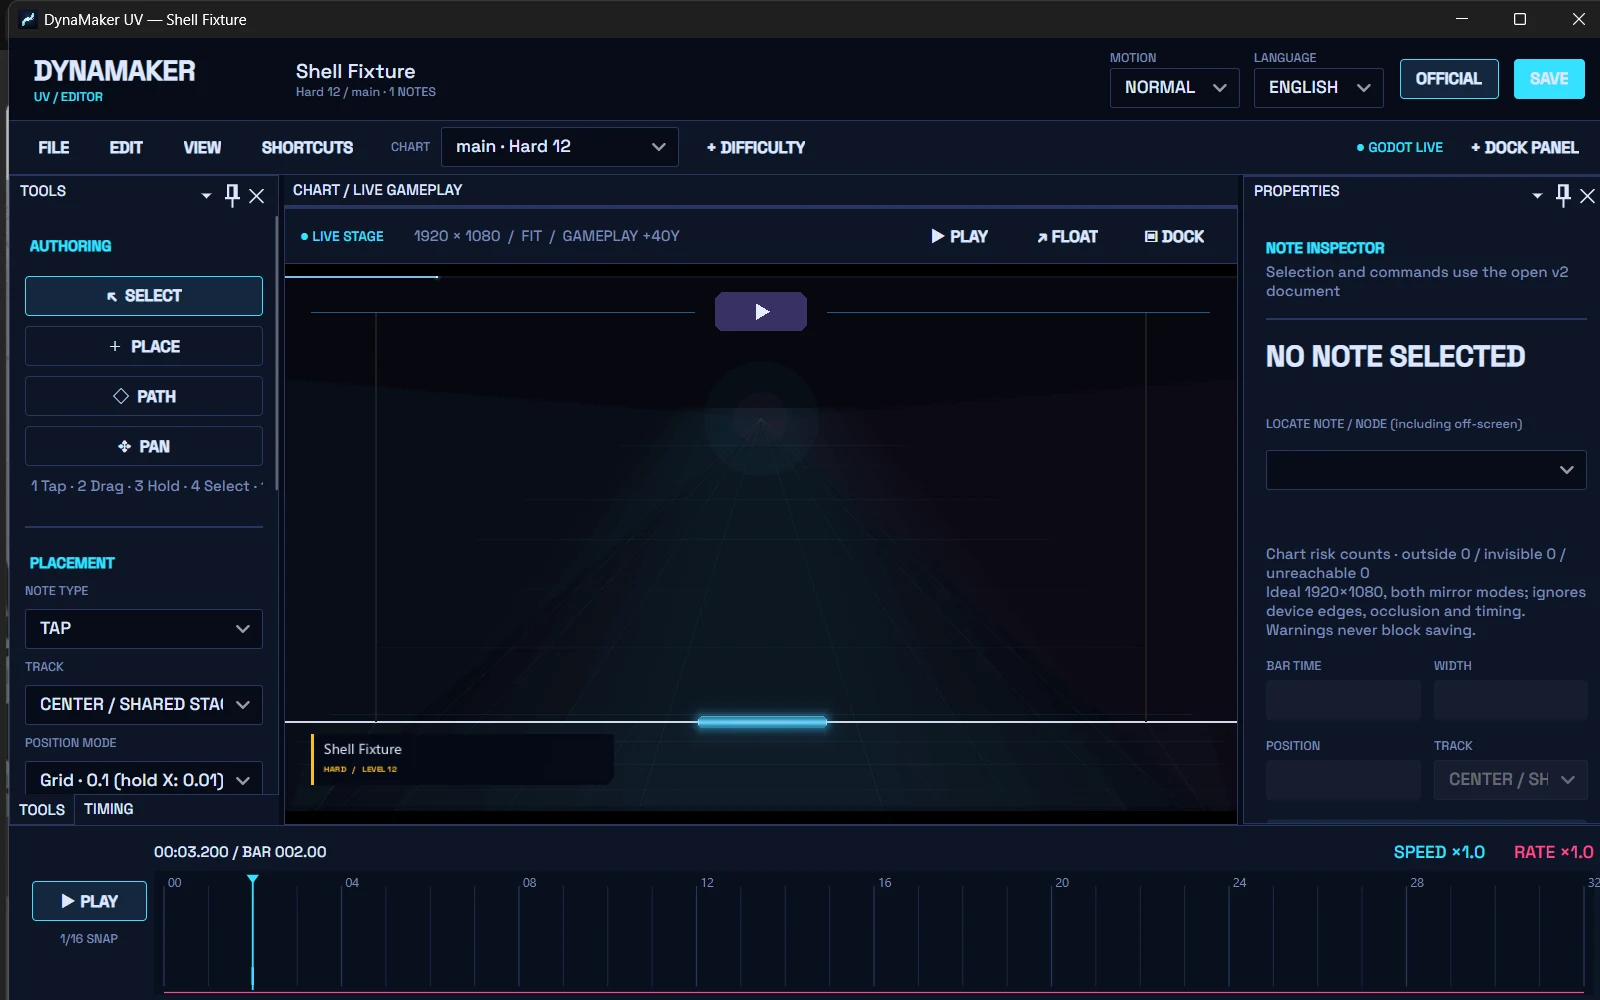 DynaMaker UV — Shell Fixture
DYNAMAKER
UV / EDITOR
Shell Fixture
Hard 12 / main · 1 NOTES
MOTION
NORMAL
LANGUAGE
ENGLISH
OFFICIAL
SAVE
FILE
EDIT
VIEW
SHORTCUTS
CHART
main · Hard 12
+ DIFFICULTY
● GODOT LIVE
+ DOCK PANEL
TOOLS
AUTHORING
↖ SELECT
+ PLACE
◇ PATH
✥ PAN
1 Tap · 2 Drag · 3 Hold · 4 Select ·
PLACEMENT
NOTE TYPE
TAP
TRACK
CENTER / SHARED STA
POSITION MODE
Grid · 0.1 (hold X: 0.01)
TOOLS
TIMING
CHART / LIVE GAMEPLAY
● LIVE STAGE
1920 × 1080 / FIT / GAMEPLAY +40Y
▶ PLAY
↗ FLOAT
▣ DOCK
Shell Fixture
HARD / LEVEL 12
PROPERTIES
NOTE INSPECTOR
Selection and commands use the open v2
document
NO NOTE SELECTED
LOCATE NOTE / NODE (including off-screen)
Chart risk counts · outside 0 / invisible 0 /
unreachable 0
Ideal 1920×1080, both mirror modes; ignores
device edges, occlusion and timing.
Warnings never block saving.
BAR TIME
WIDTH
POSITION
TRACK
CENTER / SH
00:03.200 / BAR 002.00
SPEED ×1.0
RATE ×1.0
▶ PLAY
1/16 SNAP
00 04 08 12 16 20 24 28 32